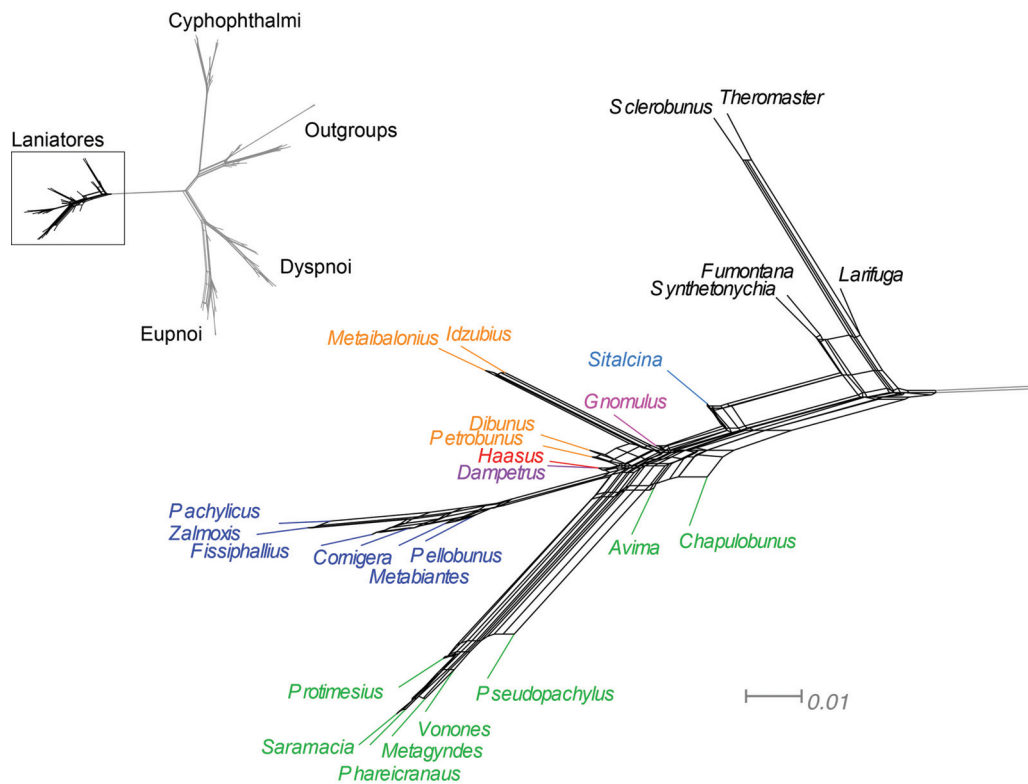 Cyphophthalmi
Laniatores
Outgroups
Dyspnoi
Eupnoi
Sclerobunus
Theromaster
Fumontana
Synthetonychia
Larifuga
Metaibalonius
Idzubius
Sitalcina
Gnomulus
Dibunus
Petrobunus
Haasus
Dampetrus
Pachylicus
Zalmoxis
Fissiphallius
Cornigera
Pellobunus
Metabiantes
Avima
Chapulobunus
Protimesius
Pseudopachylus
Vonones
Saramacia
Metagyndes
Phareicranaus
0.01